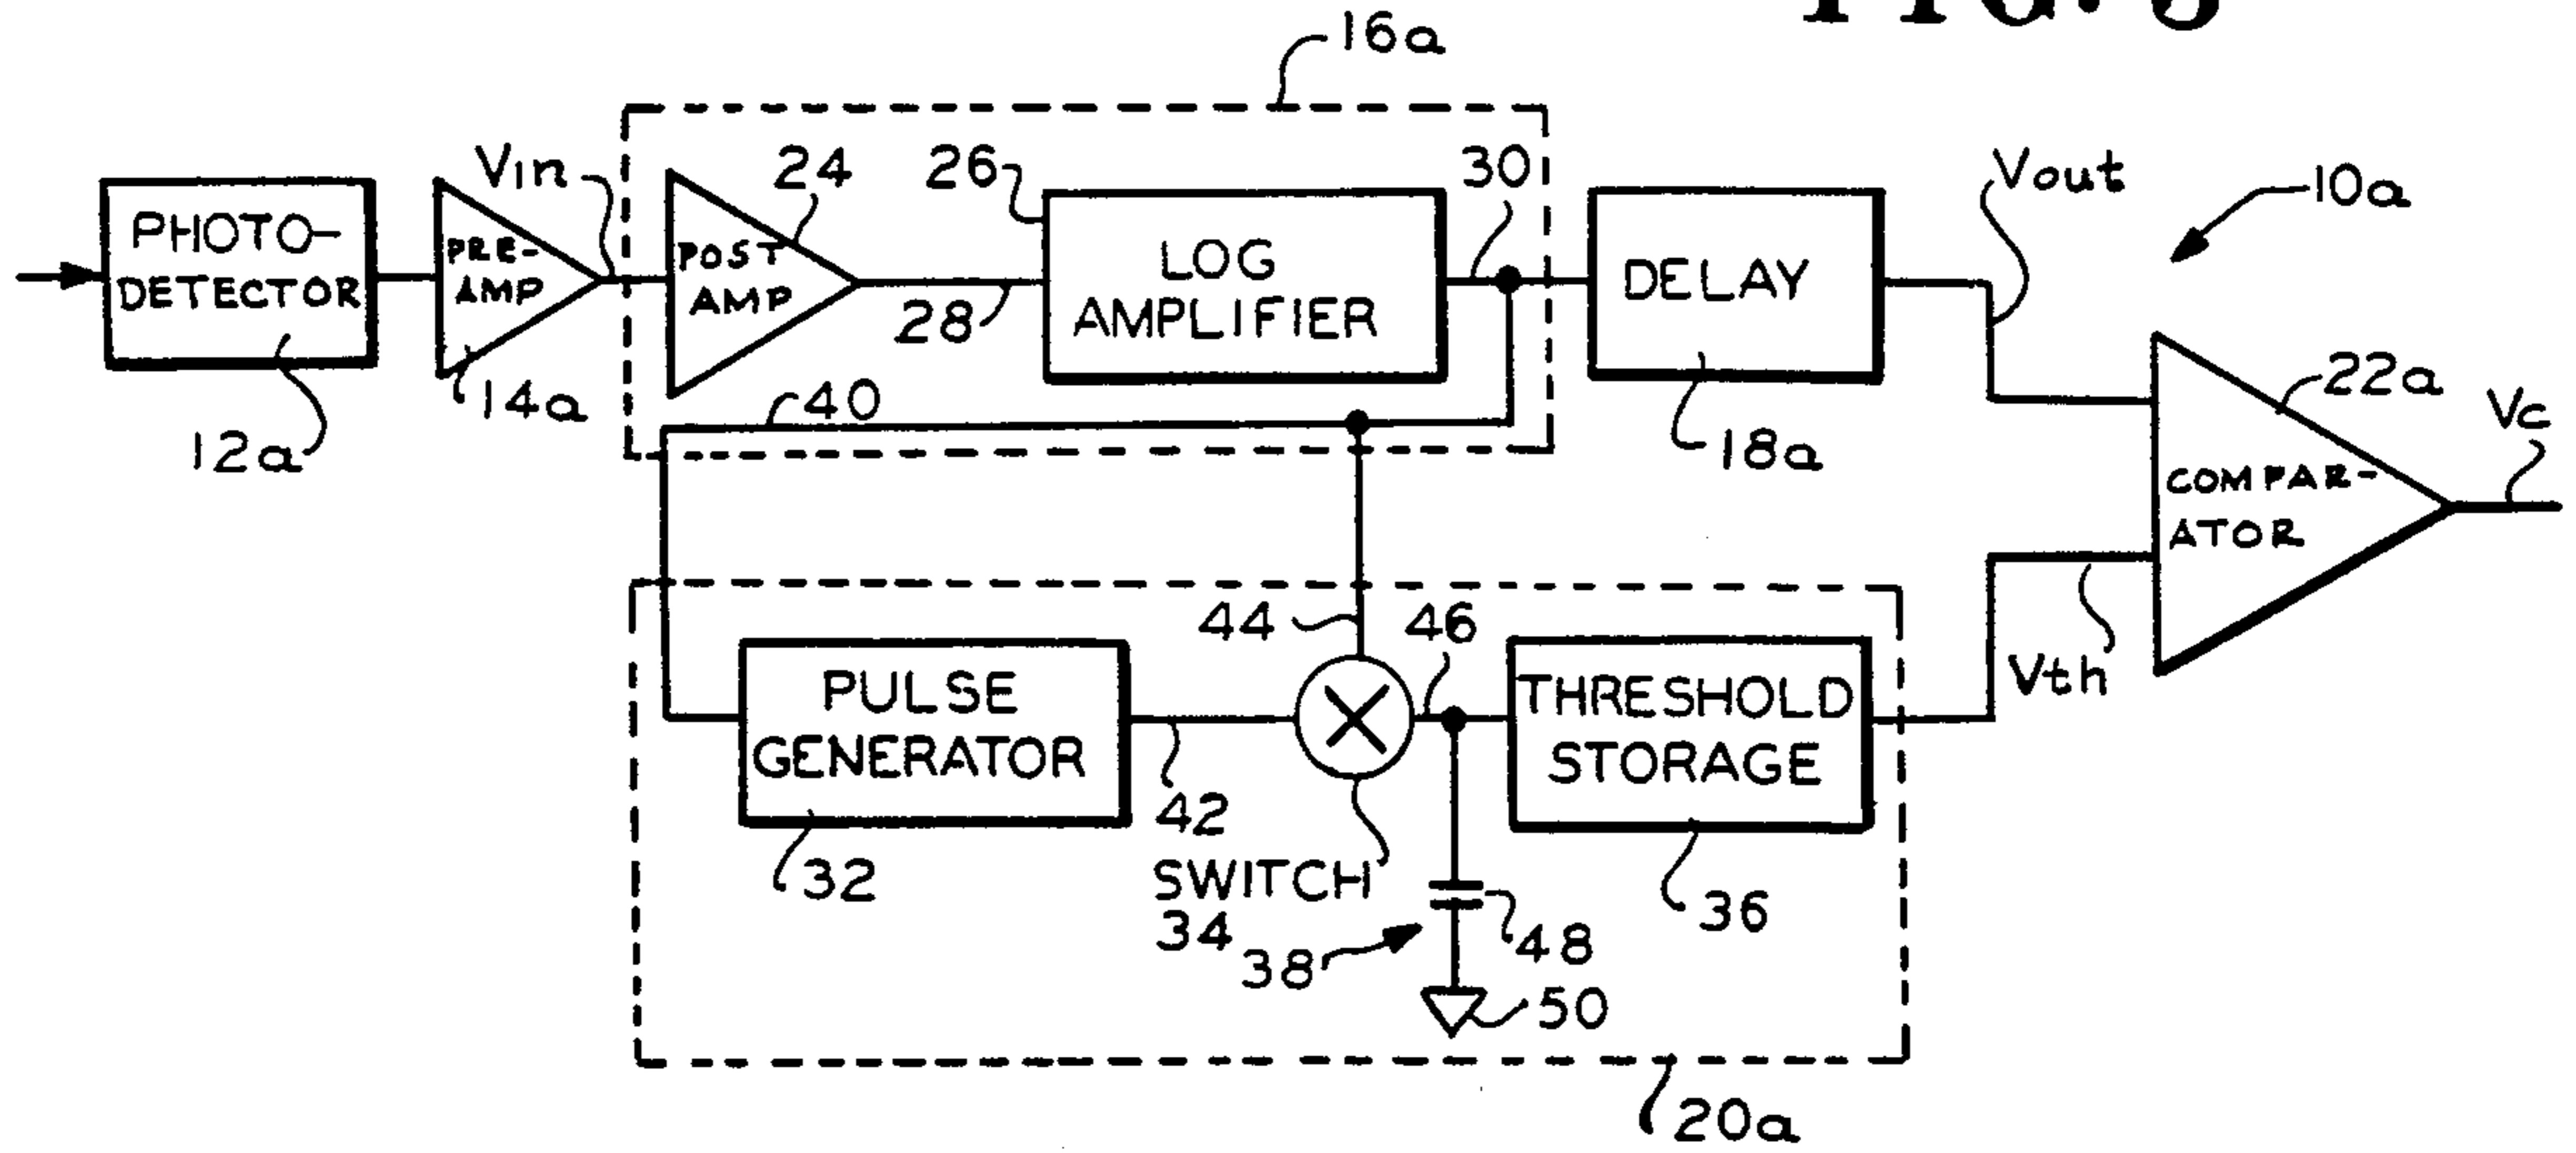 FIG. 3
16a
Vin
24
26
30
Vout
10a
PHOTO-
DETECTOR
PRE-
AMP
POST
AMP
28
LOG
AMPLIFIER
DELAY
12a
14a
40
18a
22a
Vc
COMPAR-
ATOR
44
46
Vth
PULSE
GENERATOR
THRESHOLD
STORAGE
42
32
SWITCH
34
38
48
36
50
20a